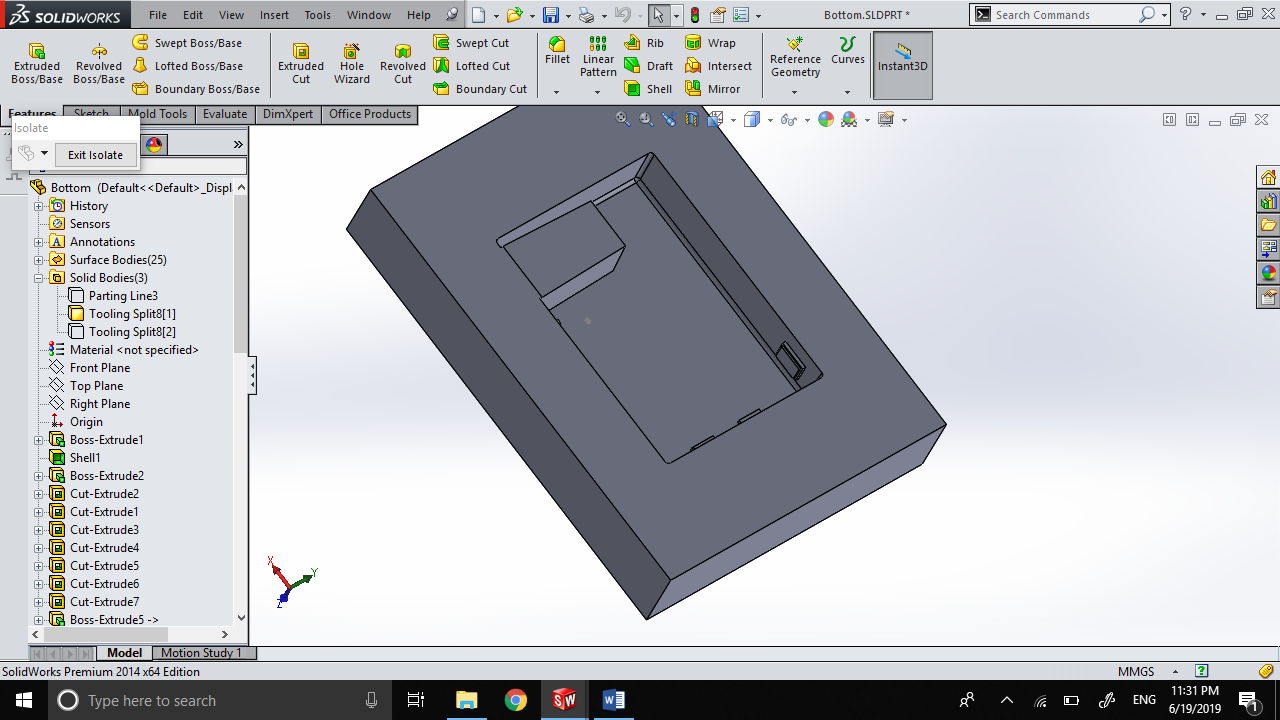 SOLIDWORKS File Edit View Insert Tools Window Help Bottom.SLDPRT * Search Commands
Extruded Boss/Base
Revolved Boss/Base
Swept Boss/Base
Lofted Boss/Base
Boundary Boss/Base
Extruded Cut
Hole Wizard
Revolved Cut
Swept Cut
Lofted Cut
Boundary Cut
Fillet
Linear Pattern
Rib
Draft
Shell
Wrap
Intersect
Mirror
Reference Geometry
Curves
Instant3D
Features Sketch Mold Tools Evaluate DimXpert Office Products
Isolate
Exit Isolate
Bottom (Default<<Default>_Displ
History
Sensors
Annotations
Surface Bodies(25)
Solid Bodies(3)
Parting Line3
Tooling Split8[1]
Tooling Split8[2]
Material <not specified>
Front Plane
Top Plane
Right Plane
Origin
Boss-Extrude1
Shell1
Boss-Extrude2
Cut-Extrude2
Cut-Extrude1
Cut-Extrude3
Cut-Extrude4
Cut-Extrude5
Cut-Extrude6
Cut-Extrude7
Boss-Extrude5 ->
X
Y
Z
Model Motion Study 1
SolidWorks Premium 2014 x64 Edition MMGS
Type here to search
ENG
11:31 PM
6/19/2019
1